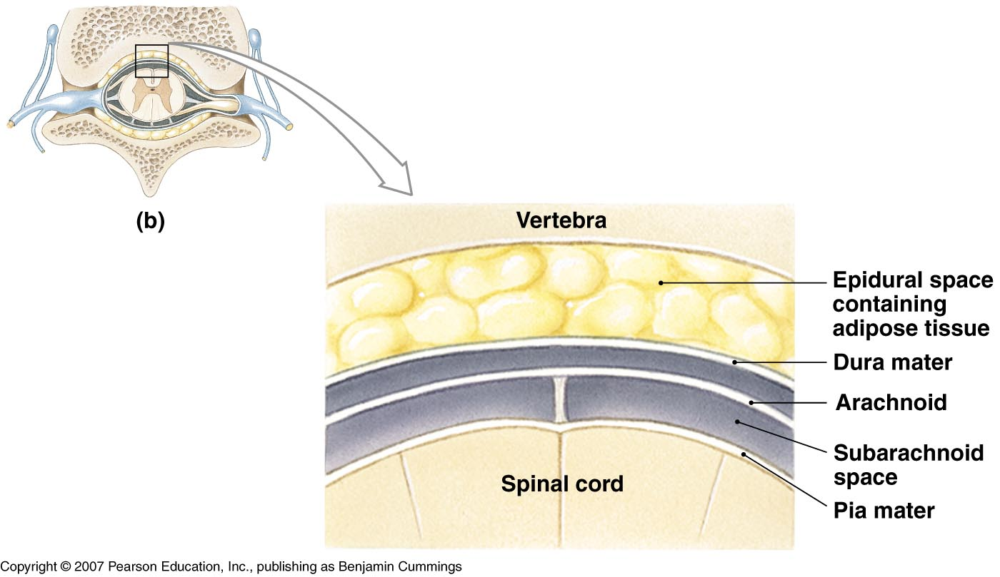 (b)
Vertebra
Epidural space
containing
adipose tissue
Dura mater
Arachnoid
Subarachnoid
space
Spinal cord
Pia mater
Copyright © 2007 Pearson Education, Inc., publishing as Benjamin Cummings